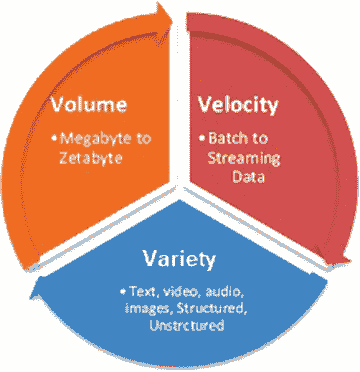 Volume
• Megabyte to
Zetabyte
Velocity
• Batch to
Streaming
Data
Variety
• Text, video, audio,
images, Structured,
Unstrctured